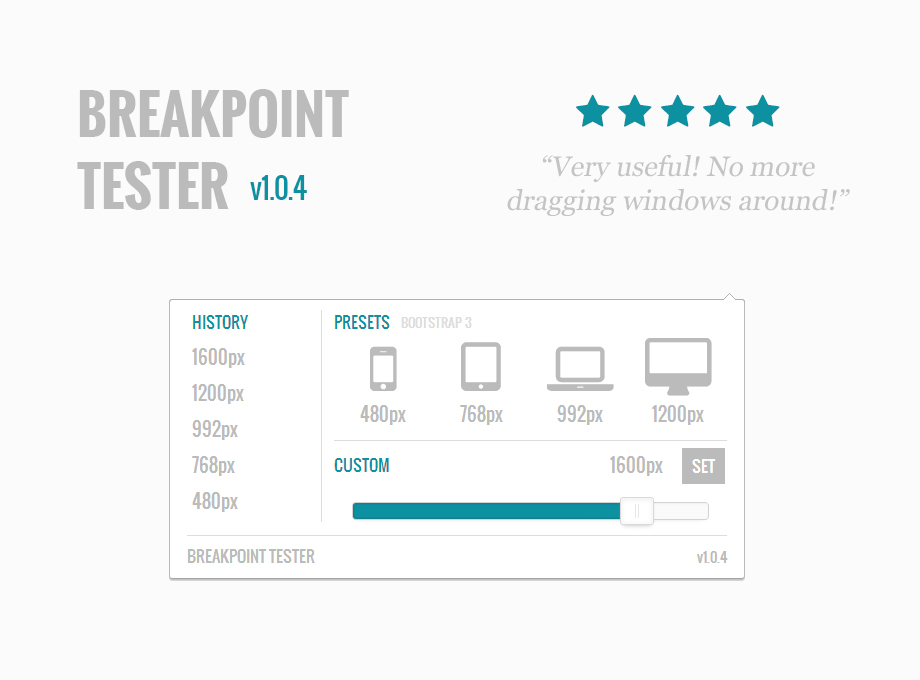 BREAKPOINT
TESTER v1.0.4
“Very useful! No more
dragging windows around!”
HISTORY
1600px
1200px
992px
768px
480px
PRESETS BOOTSTRAP 3
480px 768px 992px 1200px
CUSTOM 1600px SET
BREAKPOINT TESTER v1.0.4